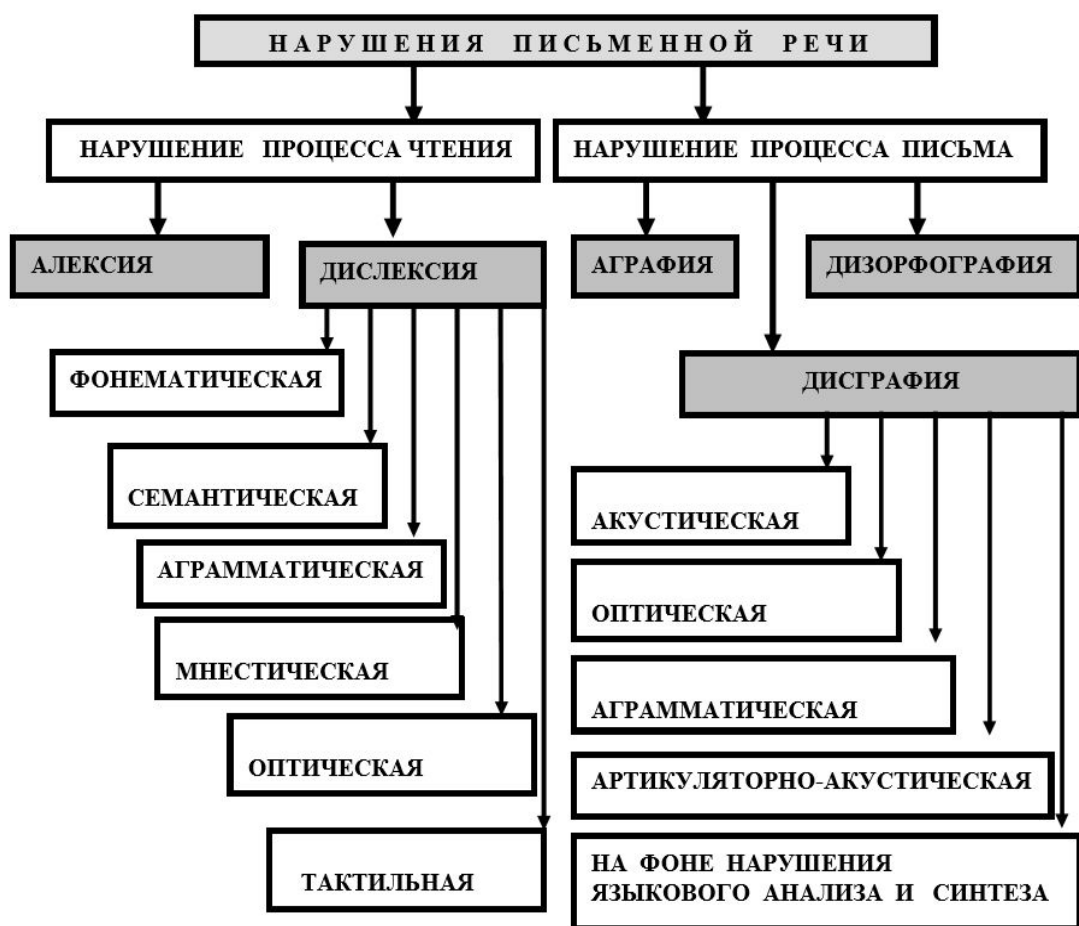 НАРУШЕНИЯ ПИСЬМЕННОЙ РЕЧИ
НАРУШЕНИЕ ПРОЦЕССА ЧТЕНИЯ
НАРУШЕНИЕ ПРОЦЕССА ПИСЬМА
АЛЕКСИЯ
ДИСЛЕКСИЯ
АГРАФИЯ
ДИЗОРФОГРАФИЯ
ФОНЕМАТИЧЕСКАЯ
СЕМАНТИЧЕСКАЯ
АГРАММАТИЧЕСКАЯ
МНЕСТИЧЕСКАЯ
ОПТИЧЕСКАЯ
ТАКТИЛЬНАЯ
ДИСГРАФИЯ
АКУСТИЧЕСКАЯ
ОПТИЧЕСКАЯ
АГРАММАТИЧЕСКАЯ
АРТИКУЛЯТОРНО-АКУСТИЧЕСКАЯ
НА ФОНЕ НАРУШЕНИЯ
ЯЗЫКОВОГО АНАЛИЗА И СИНТЕЗА